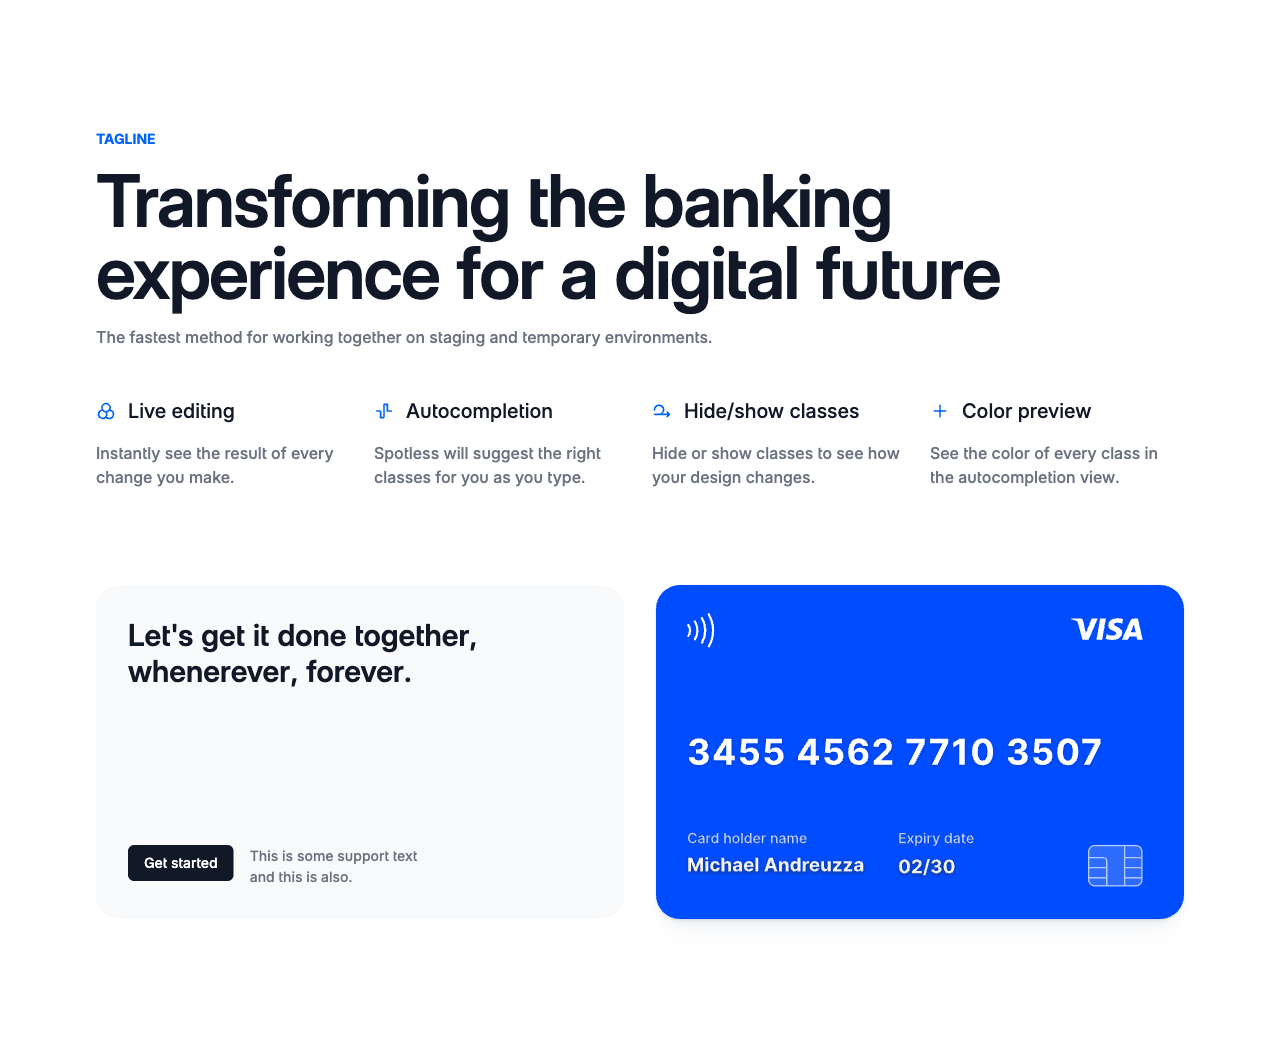 TAGLINE
Transforming the banking
experience for a digital future
The fastest method for working together on staging and temporary environments.
Live editing
Instantly see the result of every
change you make.
Autocompletion
Spotless will suggest the right
classes for you as you type.
Hide/show classes
Hide or show classes to see how
your design changes.
Color preview
See the color of every class in
the autocompletion view.
Let's get it done together,
whenerever, forever.
Get started
This is some support text
and this is also.
VISA
3455 4562 7710 3507
Card holder name
Michael Andreuzza
Expiry date
02/30